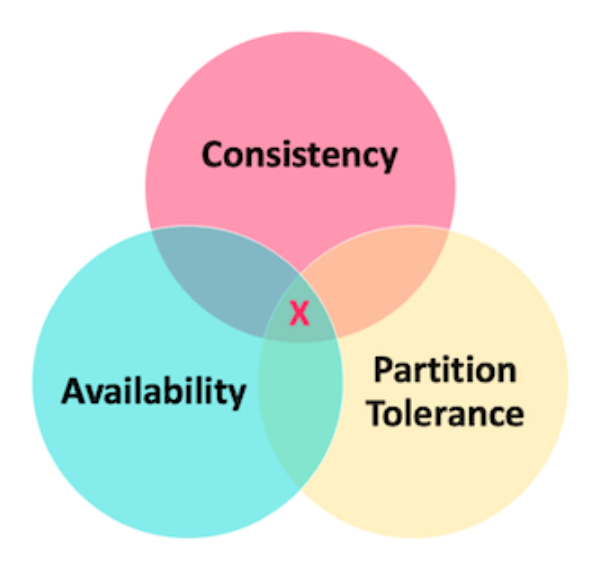 Consistency
X
Availability
Partition
Tolerance